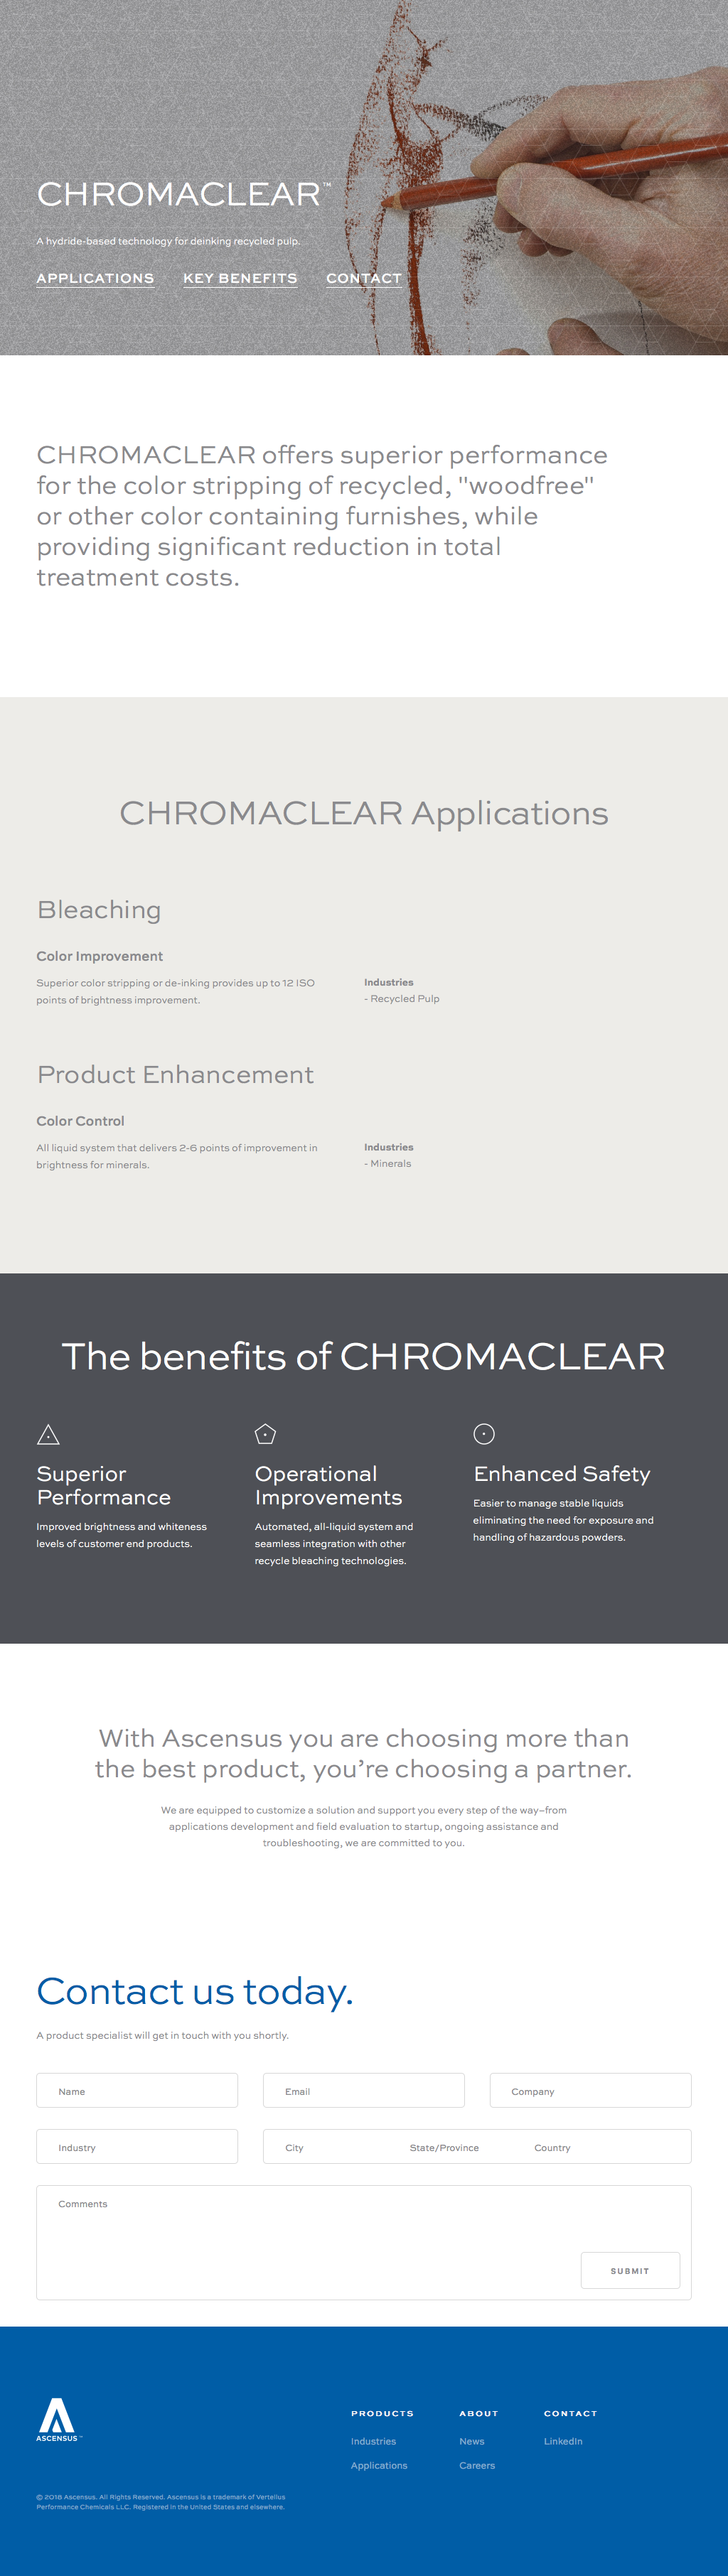 CHROMACLEAR™
A hydride-based technology for deinking recycled pulp.
APPLICATIONS KEY BENEFITS CONTACT
CHROMACLEAR offers superior performance
for the color stripping of recycled, "woodfree"
or other color containing furnishes, while
providing significant reduction in total
treatment costs.
CHROMACLEAR Applications
Bleaching
Color Improvement
Superior color stripping or de-inking provides up to 12 ISO
points of brightness improvement.
Industries
- Recycled Pulp
Product Enhancement
Color Control
All liquid system that delivers 2-6 points of improvement in
brightness for minerals.
Industries
- Minerals
The benefits of CHROMACLEAR
Superior
Performance
Improved brightness and whiteness
levels of customer end products.
Operational
Improvements
Automated, all-liquid system and
seamless integration with other
recycle bleaching technologies.
Enhanced Safety
Easier to manage stable liquids
eliminating the need for exposure and
handling of hazardous powders.
With Ascensus you are choosing more than
the best product, you’re choosing a partner.
We are equipped to customize a solution and support you every step of the way–from
applications development and field evaluation to startup, ongoing assistance and
troubleshooting, we are committed to you.
Contact us today.
A product specialist will get in touch with you shortly.
Name Email Company
Industry City State/Province Country
Comments
SUBMIT
ASCENSUS™
PRODUCTS
Industries
Applications
ABOUT
News
Careers
CONTACT
LinkedIn
© 2018 Ascensus. All Rights Reserved. Ascensus is a trademark of Vertellus
Performance Chemicals LLC. Registered in the United States and elsewhere.